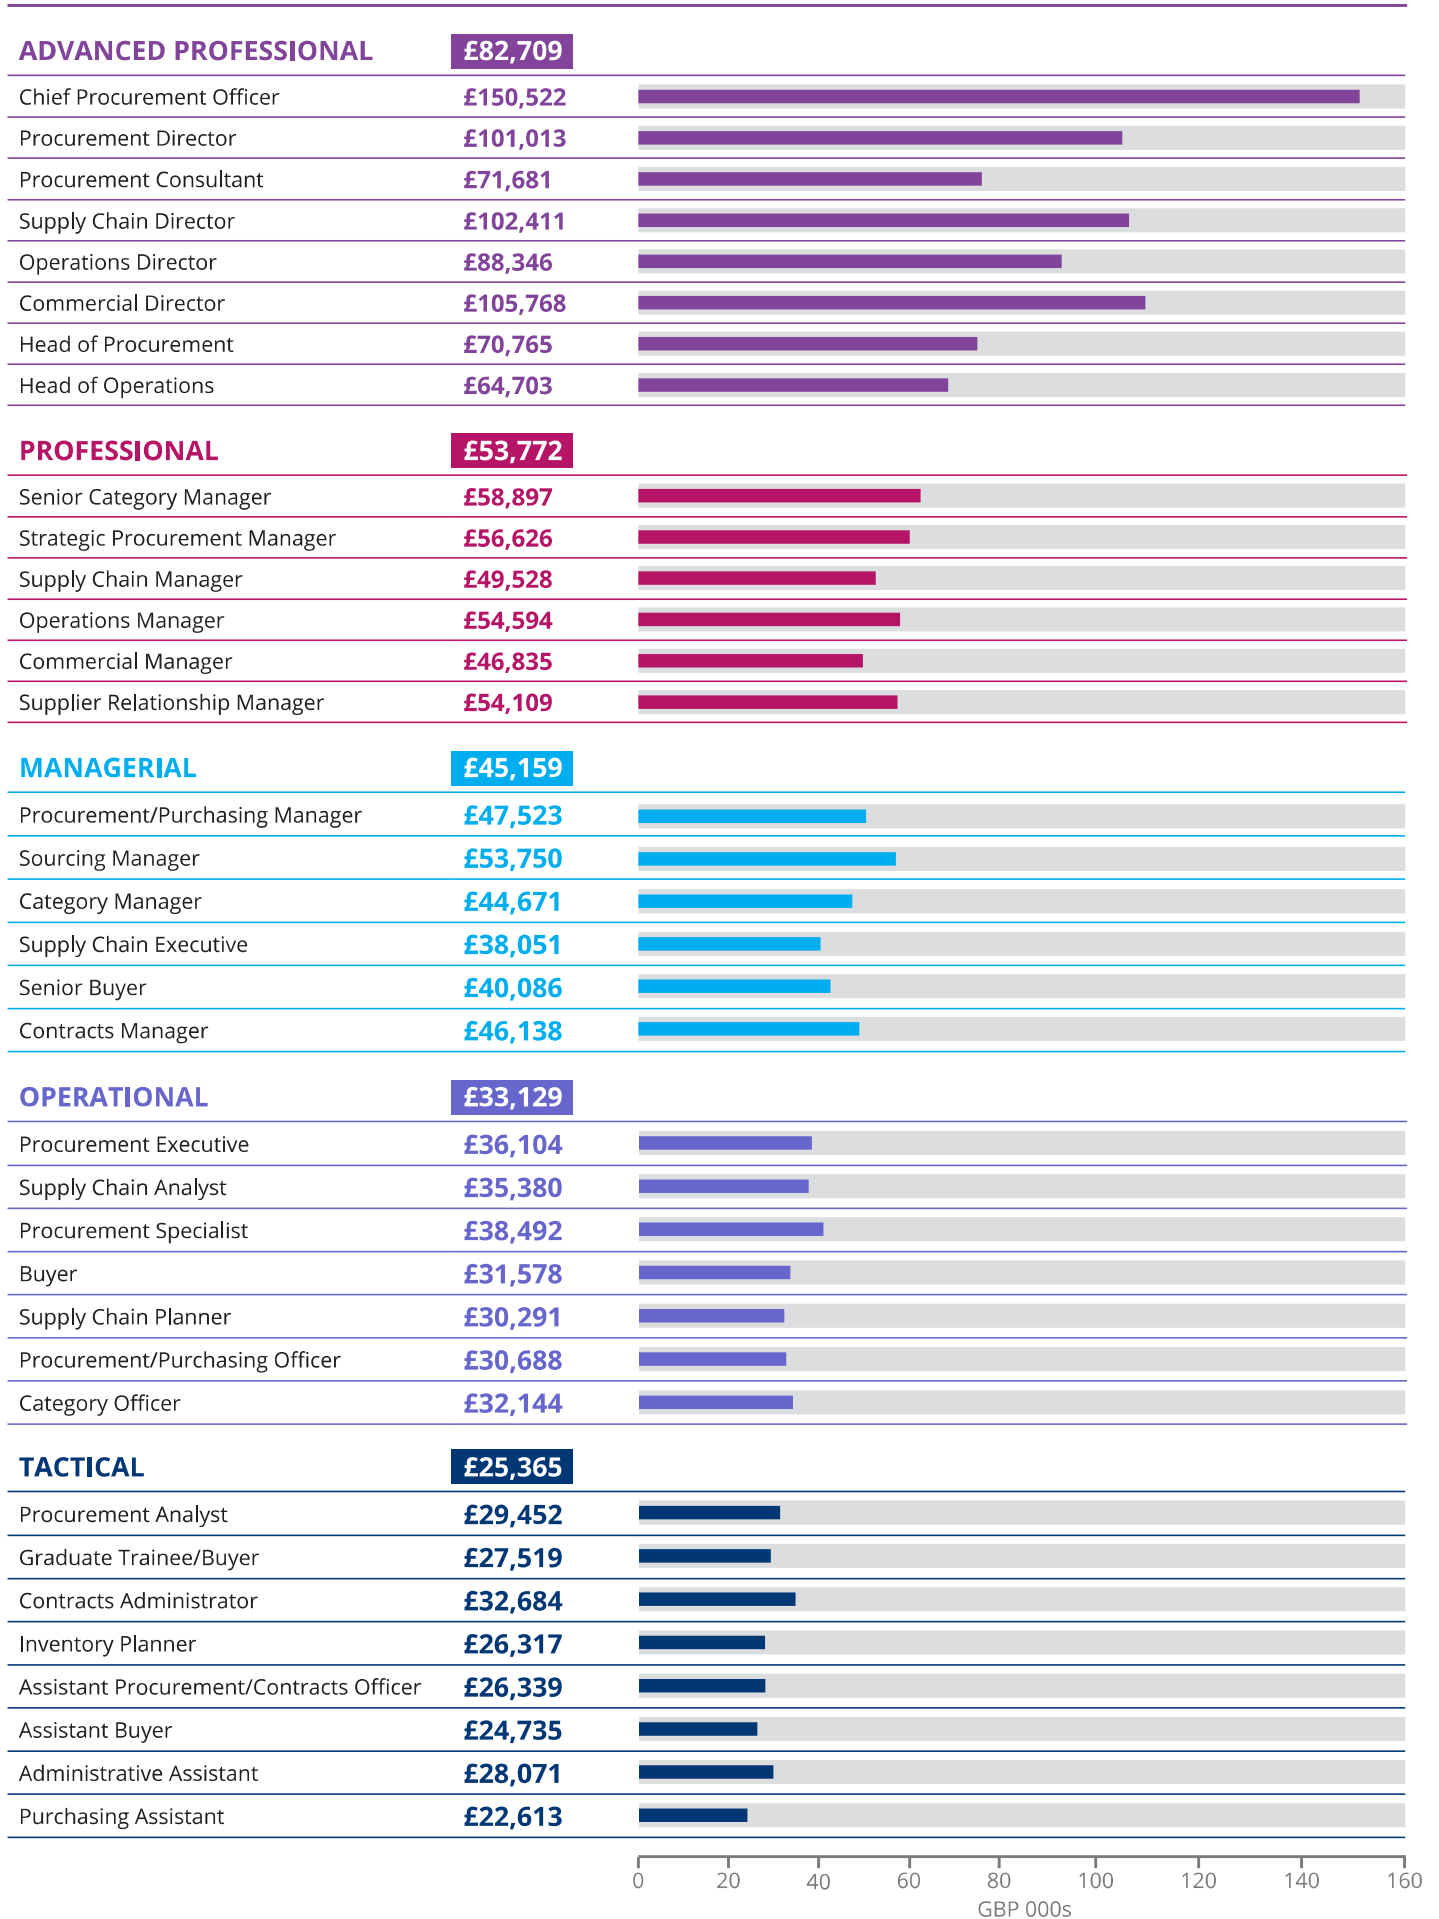 ADVANCED PROFESSIONAL £82,709
Chief Procurement Officer £150,522
Procurement Director £101,013
Procurement Consultant £71,681
Supply Chain Director £102,411
Operations Director £88,346
Commercial Director £105,768
Head of Procurement £70,765
Head of Operations £64,703
PROFESSIONAL £53,772
Senior Category Manager £58,897
Strategic Procurement Manager £56,626
Supply Chain Manager £49,528
Operations Manager £54,594
Commercial Manager £46,835
Supplier Relationship Manager £54,109
MANAGERIAL £45,159
Procurement/Purchasing Manager £47,523
Sourcing Manager £53,750
Category Manager £44,671
Supply Chain Executive £38,051
Senior Buyer £40,086
Contracts Manager £46,138
OPERATIONAL £33,129
Procurement Executive £36,104
Supply Chain Analyst £35,380
Procurement Specialist £38,492
Buyer £31,578
Supply Chain Planner £30,291
Procurement/Purchasing Officer £30,688
Category Officer £32,144
TACTICAL £25,365
Procurement Analyst £29,452
Graduate Trainee/Buyer £27,519
Contracts Administrator £32,684
Inventory Planner £26,317
Assistant Procurement/Contracts Officer £26,339
Assistant Buyer £24,735
Administrative Assistant £28,071
Purchasing Assistant £22,613
0 20 40 60 80 100 120 140 160
GBP 000s